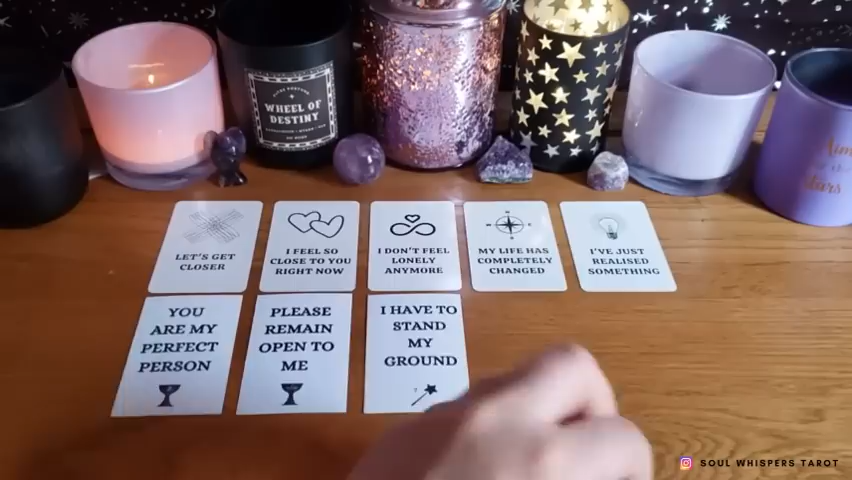 WHEEL OF
DESTINY
LET'S GET
CLOSER
I FEEL SO
CLOSE TO YOU
RIGHT NOW
I DON'T FEEL
LONELY
ANYMORE
MY LIFE HAS
COMPLETELY
CHANGED
I'VE JUST
REALISED
SOMETHING
YOU
ARE MY
PERFECT
PERSON
PLEASE
REMAIN
OPEN TO
ME
I HAVE TO
STAND
MY
GROUND
SOUL WHISPERS TAROT